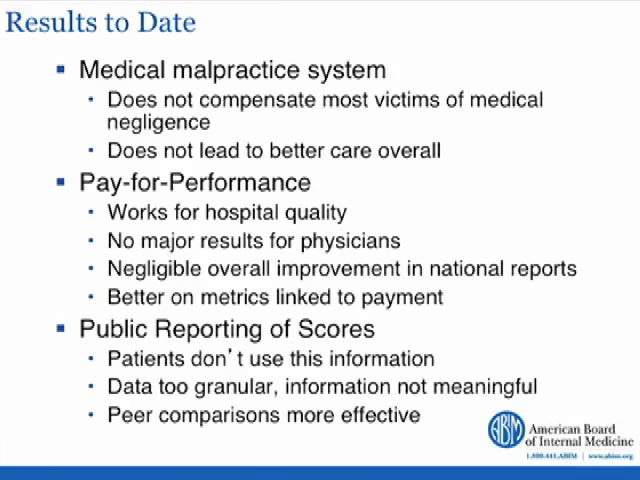 Results to Date
▪ Medical malpractice system
• Does not compensate most victims of medical
negligence
• Does not lead to better care overall
▪ Pay-for-Performance
• Works for hospital quality
• No major results for physicians
• Negligible overall improvement in national reports
• Better on metrics linked to payment
▪ Public Reporting of Scores
• Patients don’t use this information
• Data too granular, information not meaningful
• Peer comparisons more effective
ABIM
American Board
of Internal Medicine
1.800.441.ABIM | www.abim.org